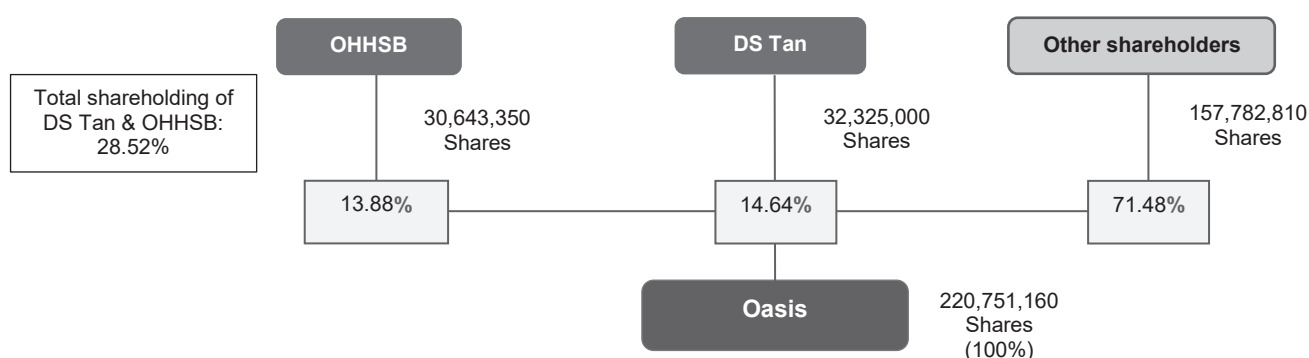 OHHSB
DS Tan
Other shareholders
Total shareholding of
DS Tan & OHHSB:
28.52%
30,643,350
Shares
32,325,000
Shares
157,782,810
Shares
13.88%
14.64%
71.48%
Oasis
220,751,160
Shares
(100%)